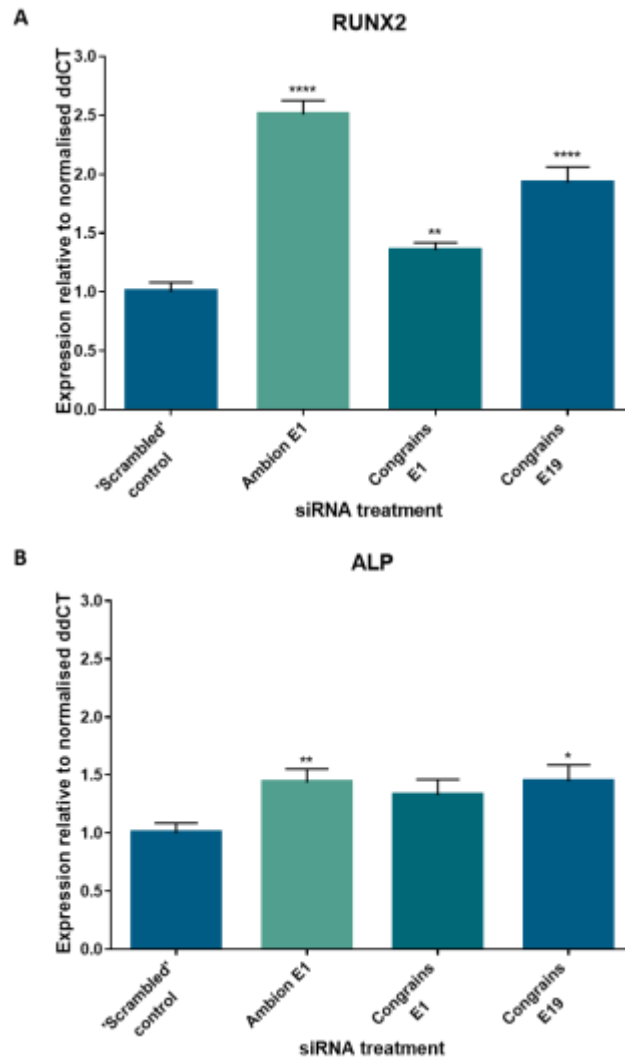 A
RUNX2
Expression relative to normalised ddCT
3.0
2.5
2.0
1.5
1.0
0.5
0.0
****
**
****
'Scrambled'
control
Ambion E1
Congrains
E1
Congrains
E19
siRNA treatment
B
ALP
Expression relative to normalised ddCT
3.0
2.5
2.0
1.5
1.0
0.5
0.0
**
*
'Scrambled'
control
Ambion E1
Congrains
E1
Congrains
E19
siRNA treatment